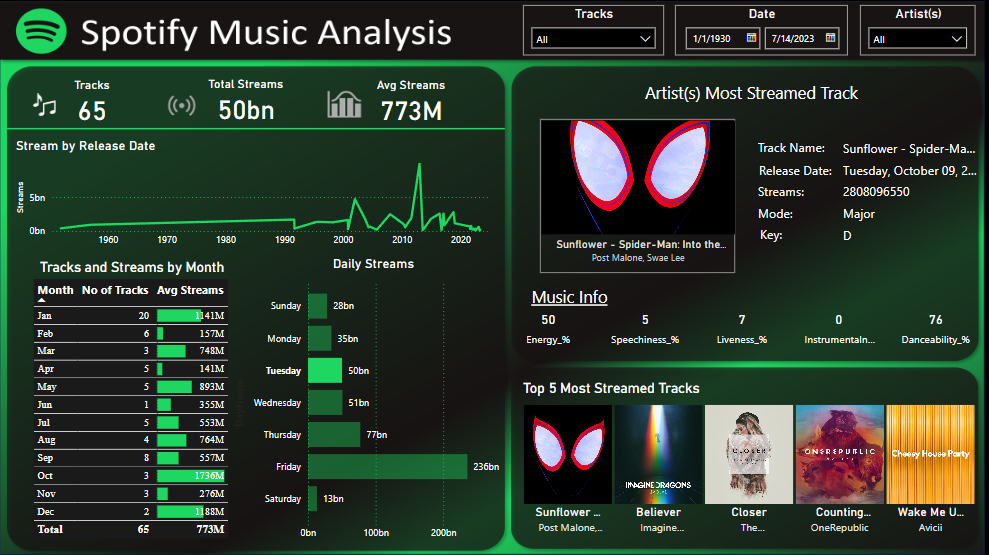 Spotify Music Analysis
Tracks
All
Date
1/1/1930 7/14/2023
Artist(s)
All
Tracks
65
Total Streams
50bn
Avg Streams
773M
Stream by Release Date
Streams
5bn
0bn
1960 1970 1980 1990 2000 2010 2020
Tracks and Streams by Month
Month No of Tracks Avg Streams
Jan 20 1141M
Feb 6 157M
Mar 3 748M
Apr 5 141M
May 5 893M
Jun 1 355M
Jul 5 553M
Aug 4 764M
Sep 8 557M
Oct 3 1736M
Nov 3 276M
Dec 2 1188M
Total 65 773M
Daily Streams
Sunday 28bn
Monday 35bn
Tuesday 50bn
Wednesday 51bn
Thursday 77bn
Friday 236bn
Saturday 13bn
0bn 100bn 200bn
Artist(s) Most Streamed Track
Sunflower - Spider-Man: Into the...
Post Malone, Swae Lee
Track Name: Sunflower - Spider-Ma...
Release Date: Tuesday, October 09, 2...
Streams: 2808096550
Mode: Major
Key: D
Music Info
50 5 7 0 76
Energy_% Speechiness_% Liveness_% Instrumentaln... Danceability_%
Top 5 Most Streamed Tracks
IMAGINE DRAGONS
CLOSER
ONEREPUBLIC
Cheesy House Party
Sunflower ... Believer Closer Counting... Wake Me U...
Post Malone,... Imagine... The... OneRepublic Avicii